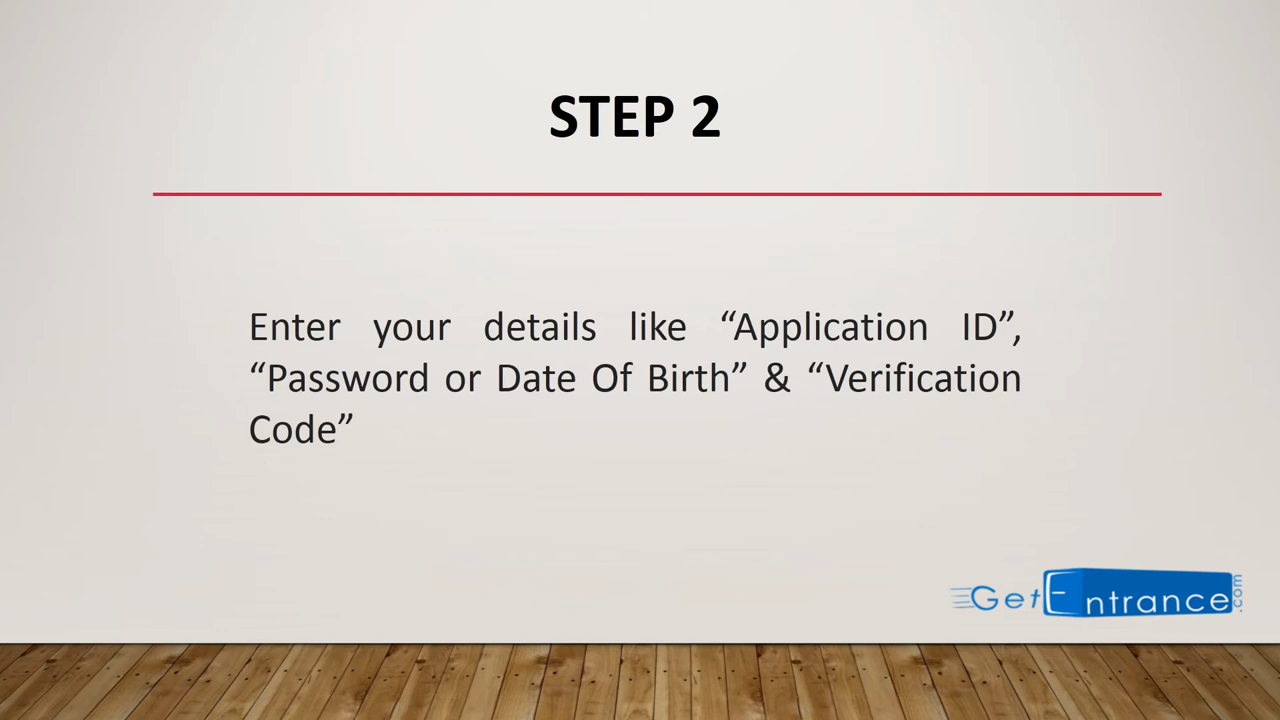 STEP 2
Enter your details like “Application ID”,
“Password or Date Of Birth” & “Verification
Code”
GetEntrance.com